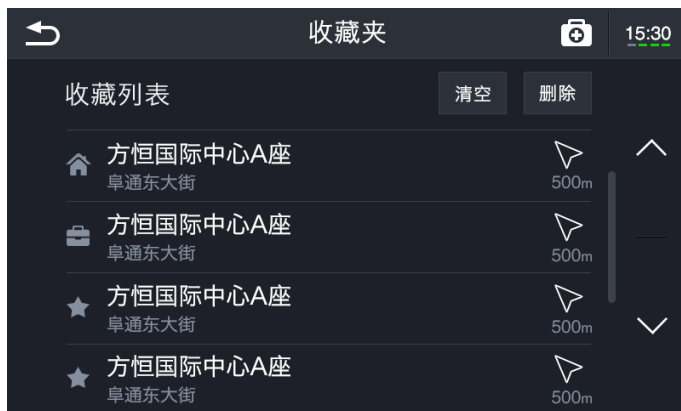 收藏夹
15:30
收藏列表
清空
删除
方恒国际中心A座
阜通东大街
500m
方恒国际中心A座
阜通东大街
500m
方恒国际中心A座
阜通东大街
500m
方恒国际中心A座
阜通东大街
500m